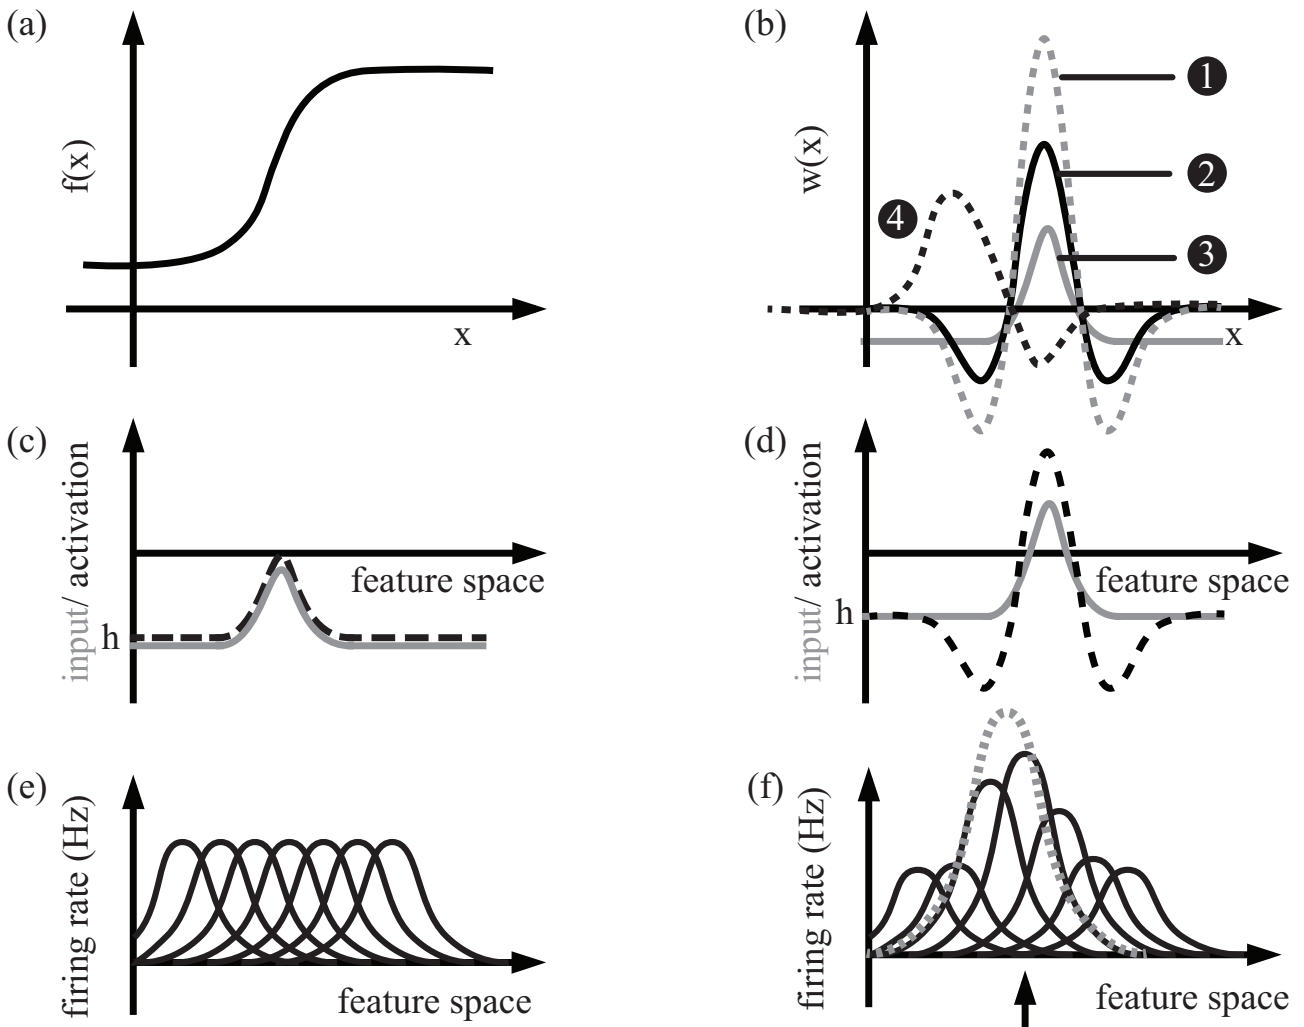 (a)
f(x)
x
(b)
w(x)
1
2
3
4
x
(c)
input/ activation
h
feature space
(d)
input/ activation
h
feature space
(e)
firing rate (Hz)
feature space
(f)
firing rate (Hz)
feature space